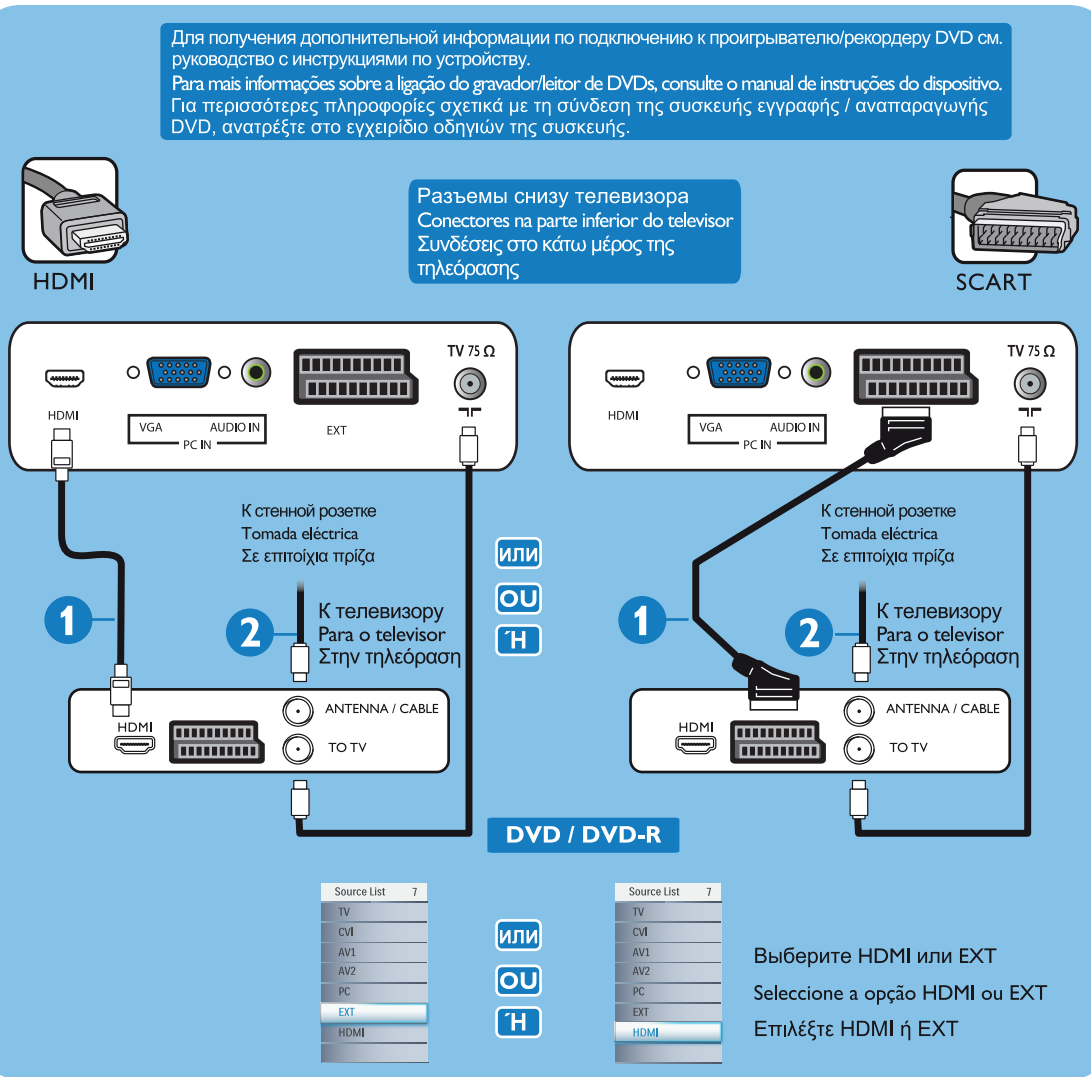 Для получения дополнительной информации по подключению к проигрывателю/рекордеру DVD см.
руководство с инструкциями по устройству.
Para mais informações sobre a ligação do gravador/leitor de DVDs, consulte o manual de instruções do dispositivo.
Για περισσότερες πληροφορίες σχετικά με τη σύνδεση της συσκευής εγγραφής / αναπαραγωγής
DVD, ανατρέξτε στο εγχειρίδιο οδηγιών της συσκευής.
HDMI
Разъемы снизу телевизора
Conectores na parte inferior do televisor
Συνδέσεις στο κάτω μέρος της
τηλεόρασης
SCART
TV 75 Ω
HDMI
VGA
AUDIO IN
PC IN
EXT
TV 75 Ω
HDMI
VGA
AUDIO IN
PC IN
К стенной розетке
Tomada eléctrica
Σε επιτοίχια πρίζα
1
2
К телевизору
Para o televisor
Στην τηλεόραση
HDMI
ANTENNA / CABLE
TO TV
или
ou
Ή
К стенной розетке
Tomada eléctrica
Σε επιτοίχια πρίζα
1
2
К телевизору
Para o televisor
Στην τηλεόραση
HDMI
ANTENNA / CABLE
TO TV
DVD / DVD-R
Source List 7
TV
CVI
AV1
AV2
PC
EXT
HDMI
или
ou
Ή
Source List 7
TV
CVI
AV1
AV2
PC
EXT
HDMI
Выберите HDMI или EXT
Seleccione a opção HDMI ou EXT
Επιλέξτε HDMI ή EXT